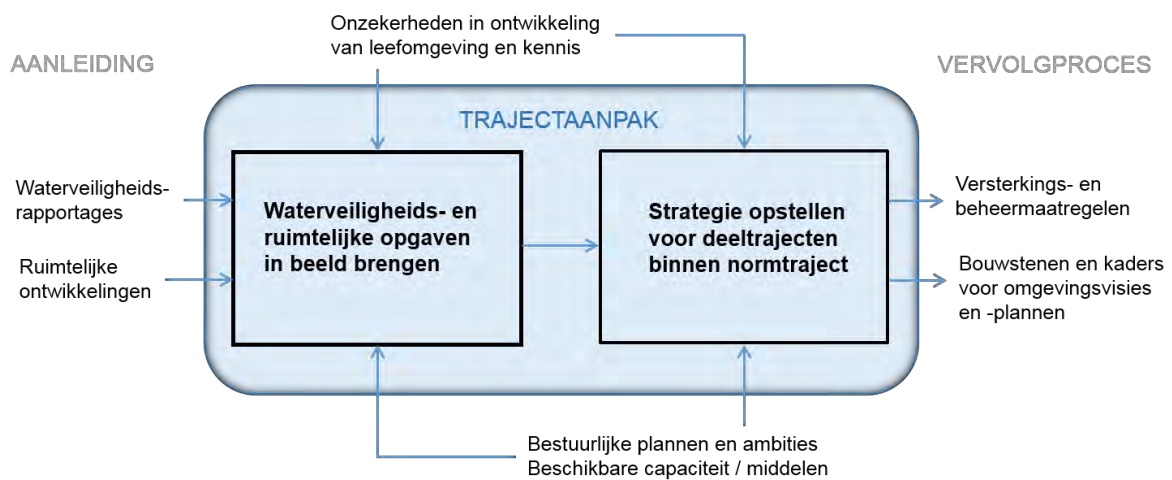 Onzekerheden in ontwikkeling
van leefomgeving en kennis
AANLEIDING
VERVOLGPROCES
TRAJECTAANPAK
Waterveiligheids-
rapportages
Ruimtelijke
ontwikkelingen
Waterveiligheids- en
ruimtelijke opgaven
in beeld brengen
Strategie opstellen
voor deeltrajecten
binnen normtraject
Versterkings- en
beheermaatregelen
Bouwstenen en kaders
voor omgevingsvisies
en -plannen
Bestuurlijke plannen en ambities
Beschikbare capaciteit / middelen